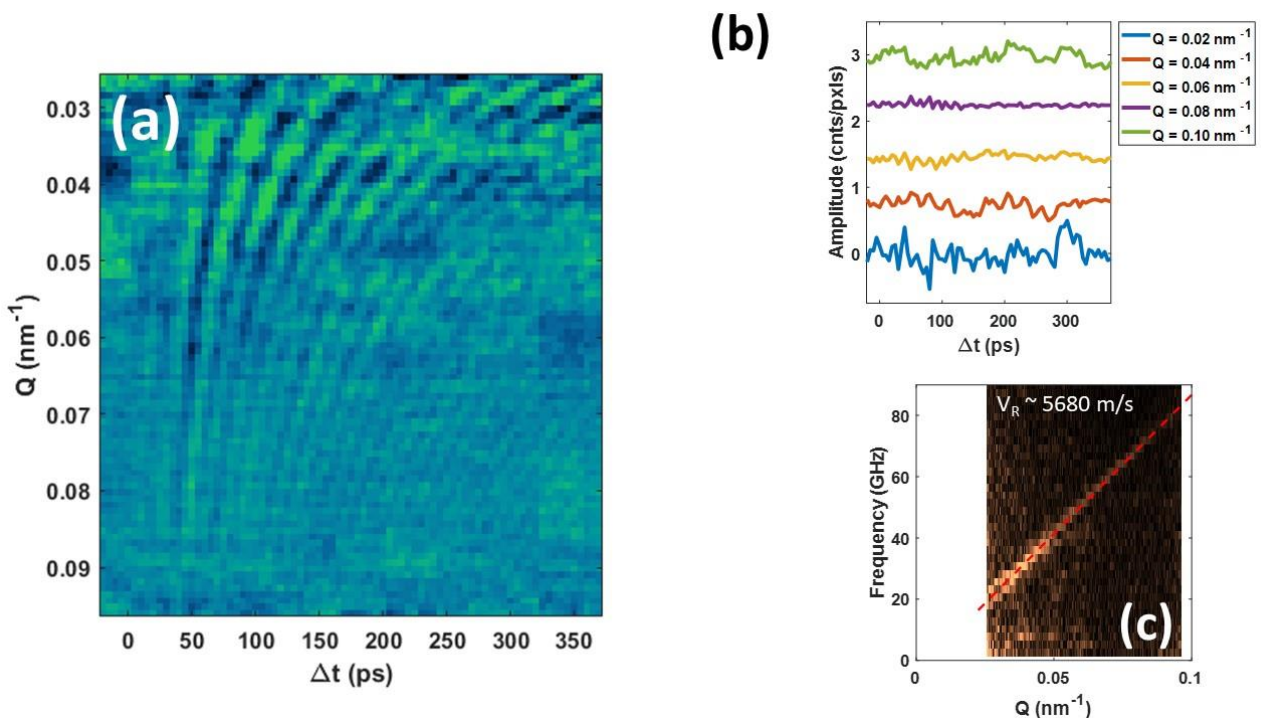 (a)
0.03
0.04
0.05
0.06
0.07
0.08
0.09
Q (nm⁻¹)
0 50 100 150 200 250 300 350
Δt (ps)
(b)
3
2
1
0
Amplitude (cnts/pxls)
0 100 200 300
Δt (ps)
Q = 0.02 nm ⁻¹
Q = 0.04 nm ⁻¹
Q = 0.06 nm ⁻¹
Q = 0.08 nm ⁻¹
Q = 0.10 nm ⁻¹
V_R ~ 5680 m/s
80
60
40
20
0
Frequency (GHz)
(c)
0 0.05 0.1
Q (nm⁻¹)